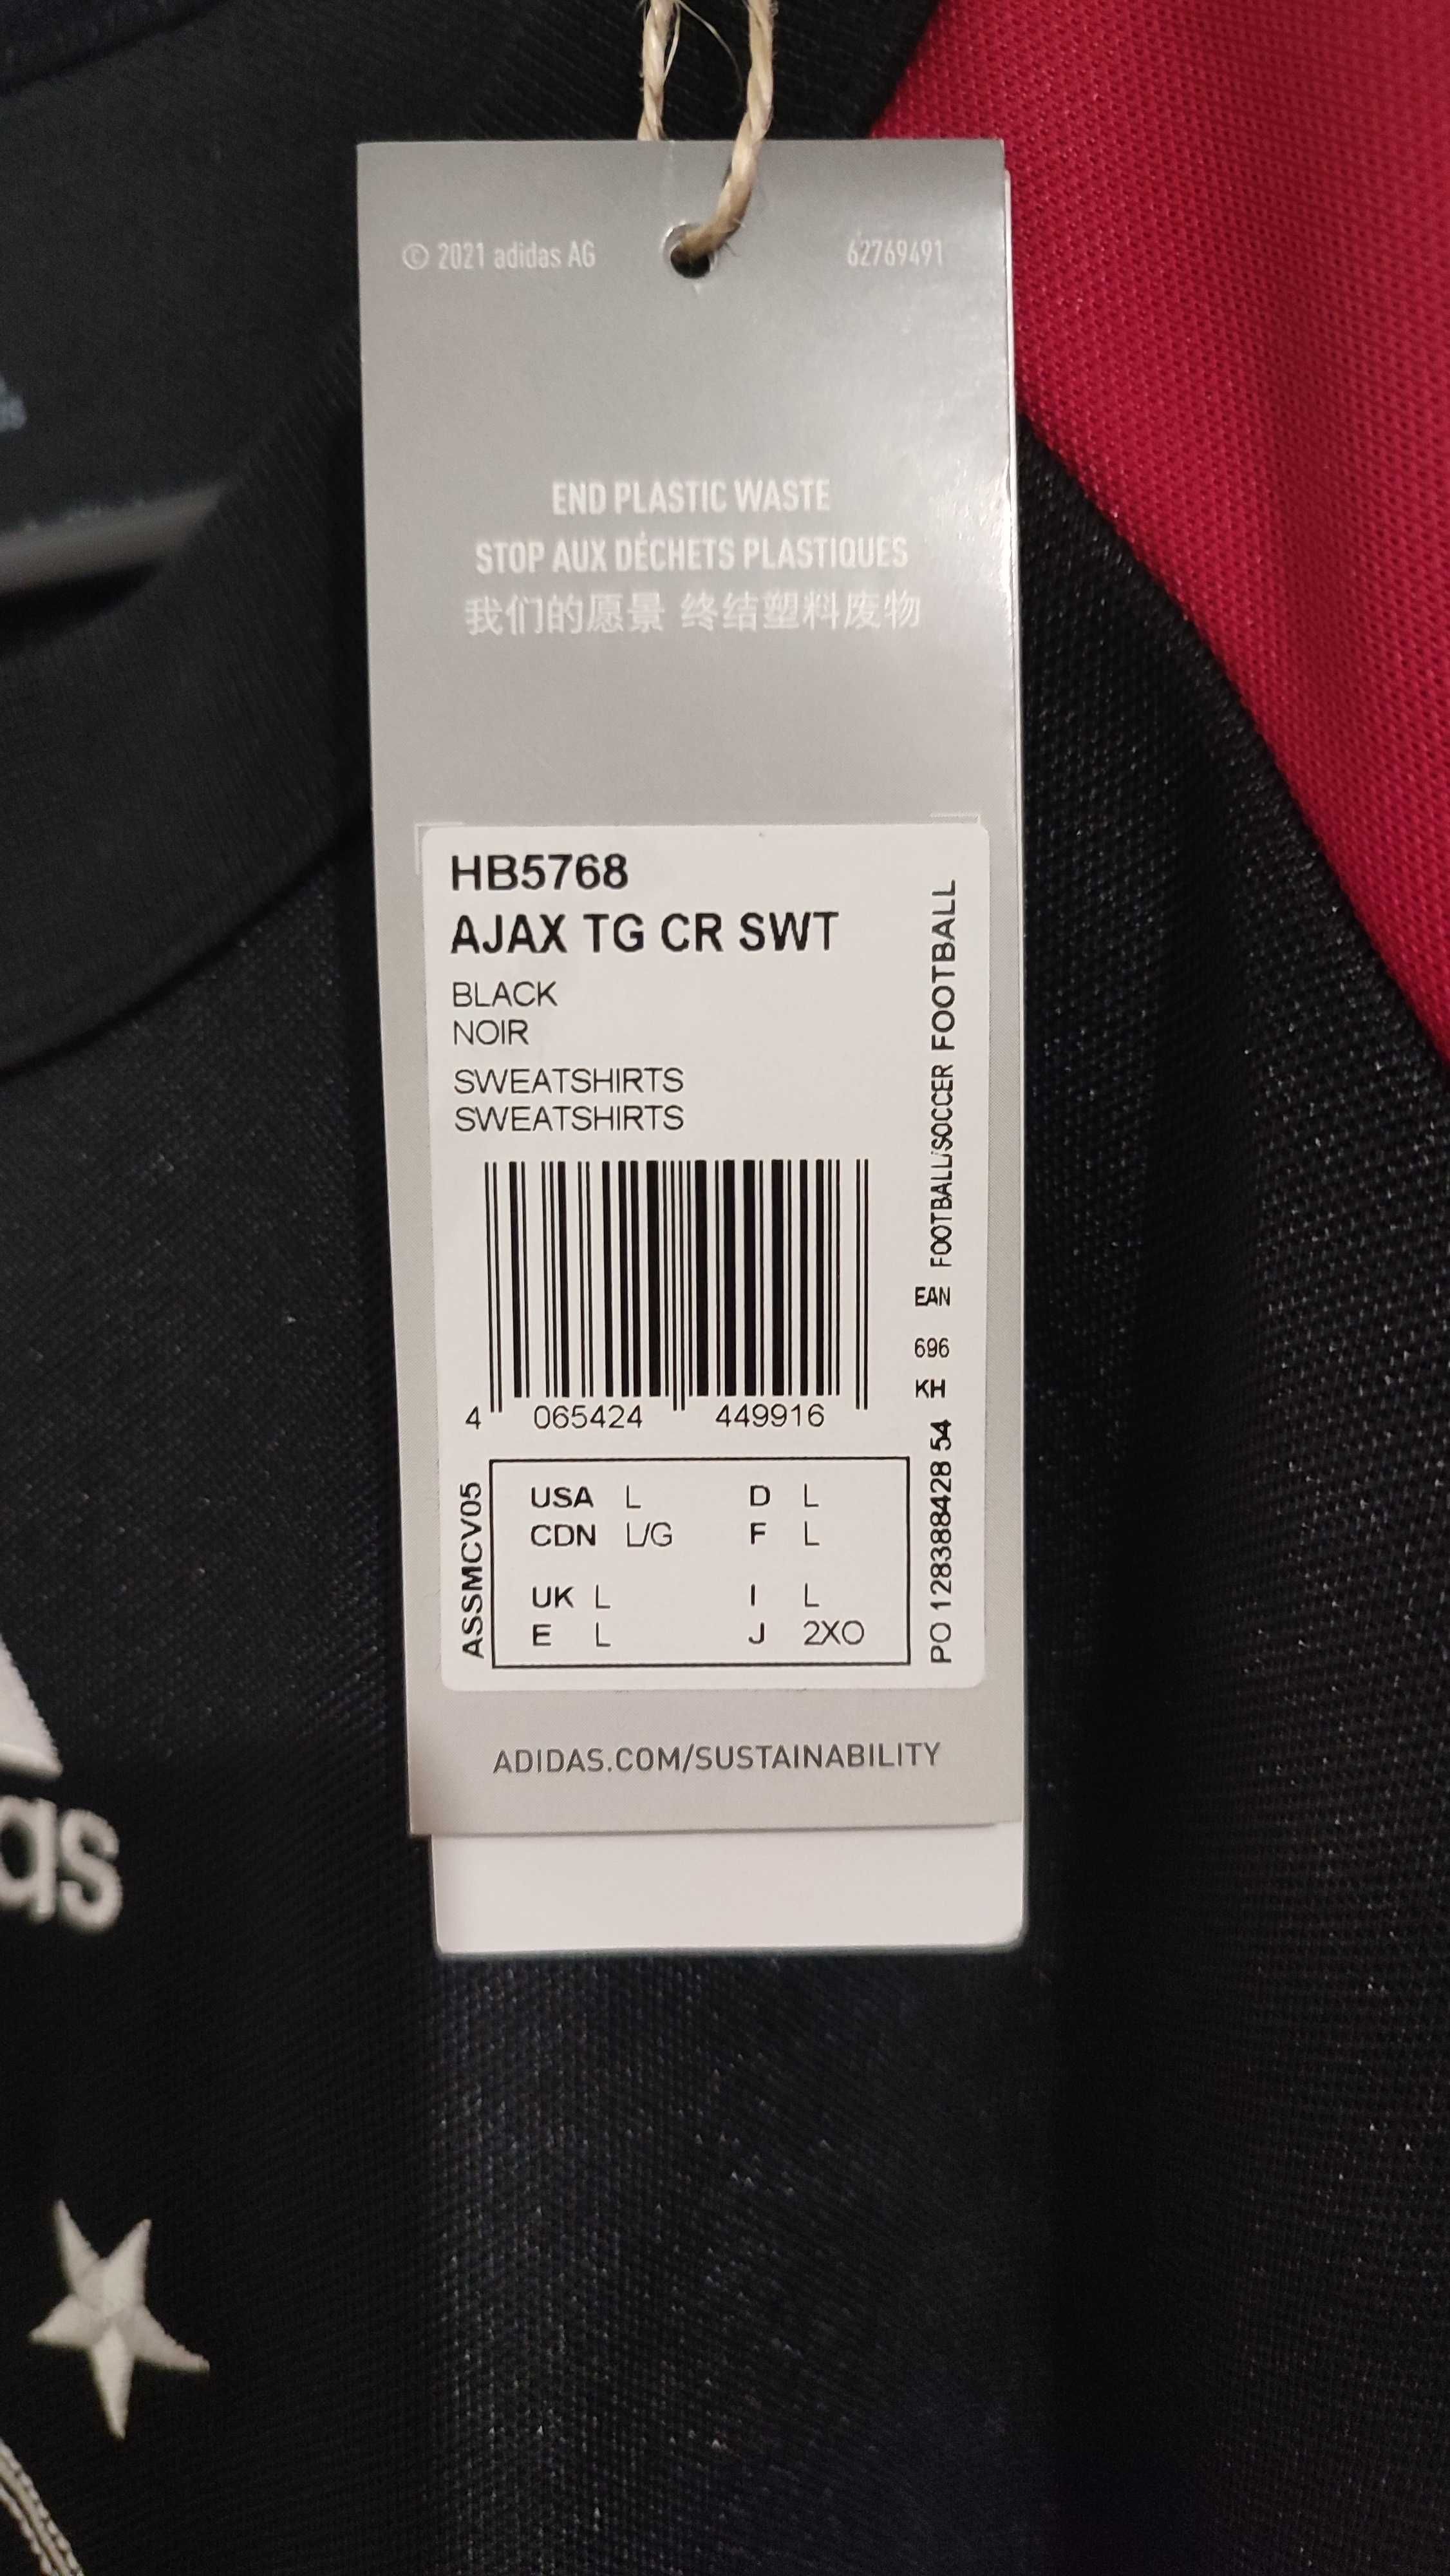 © 2021 adidas AG
62769491
END PLASTIC WASTE
STOP AUX DÉCHETS PLASTIQUES
我们的愿景 终结塑料废物
HB5768
AJAX TG CR SWT
BLACK
NOIR
SWEATSHIRTS
SWEATSHIRTS
4 065424 449916
ASSMCV05
USA L D L
CDN L/G F L
UK L I L
E L J 2XO
FOOTBALL/SOCCER FOOTBALL
EAN
696
KH
PO 128388428 54
ADIDAS.COM/SUSTAINABILITY
as